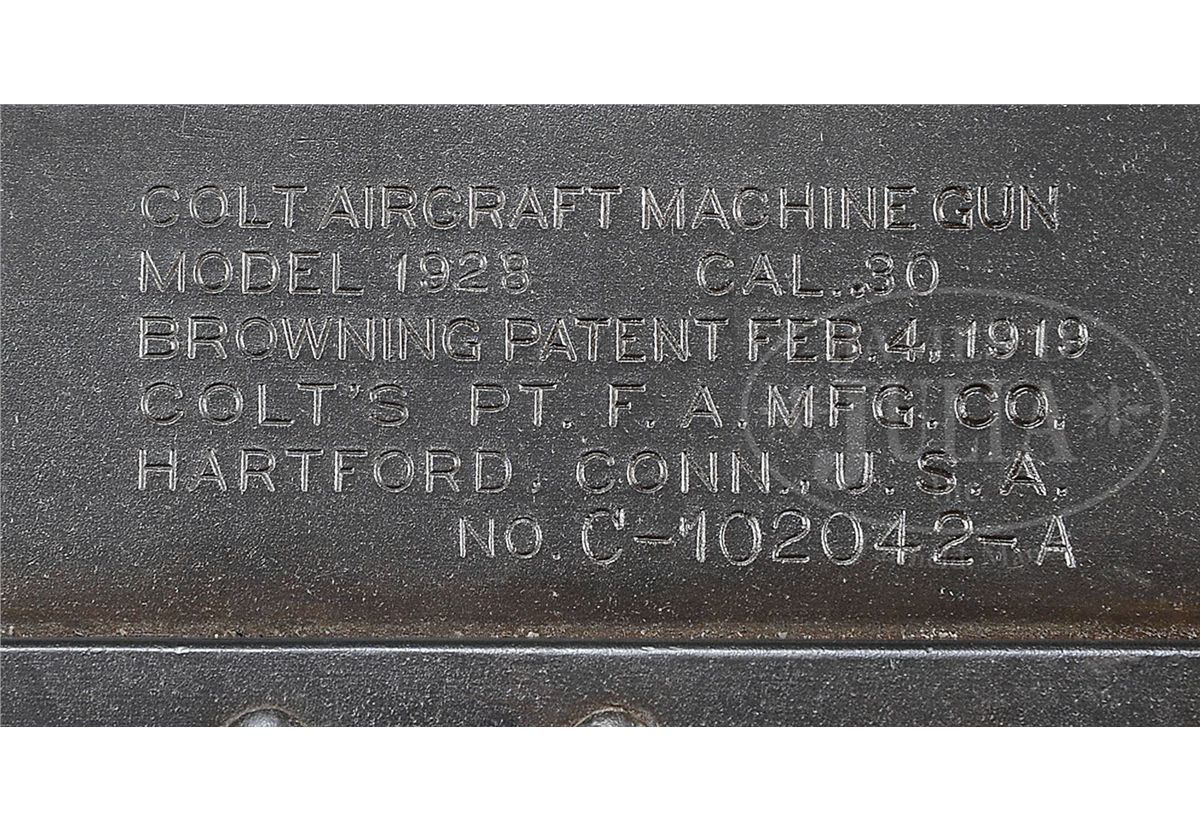 COLT AIRCRAFT MACHINE GUN
MODEL 1928 CAL. .30
BROWNING PATENT FEB. 4, 1919
COLT'S PT. F. A. MFG. CO.
HARTFORD, CONN., U. S. A.
NO. C-102042-A
JULIA